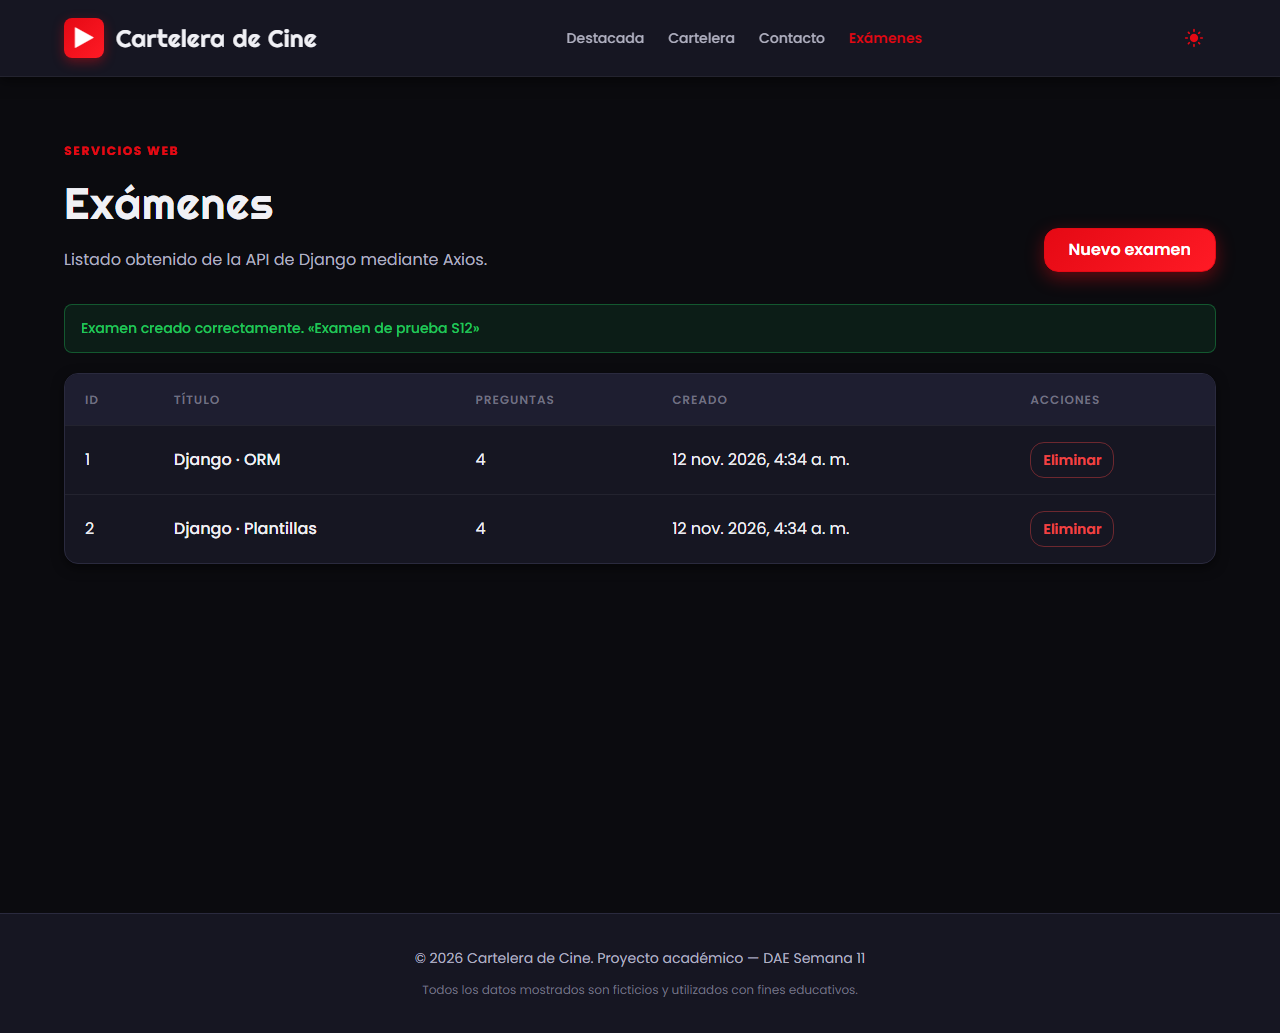 Cartelera de Cine
Destacada Cartelera Contacto Exámenes
SERVICIOS WEB
Exámenes
Listado obtenido de la API de Django mediante Axios.
Nuevo examen
Examen creado correctamente. «Examen de prueba S12»
ID TÍTULO PREGUNTAS CREADO ACCIONES
1 Django · ORM 4 12 nov. 2026, 4:34 a. m. Eliminar
2 Django · Plantillas 4 12 nov. 2026, 4:34 a. m. Eliminar
© 2026 Cartelera de Cine. Proyecto académico — DAE Semana 11
Todos los datos mostrados son ficticios y utilizados con fines educativos.